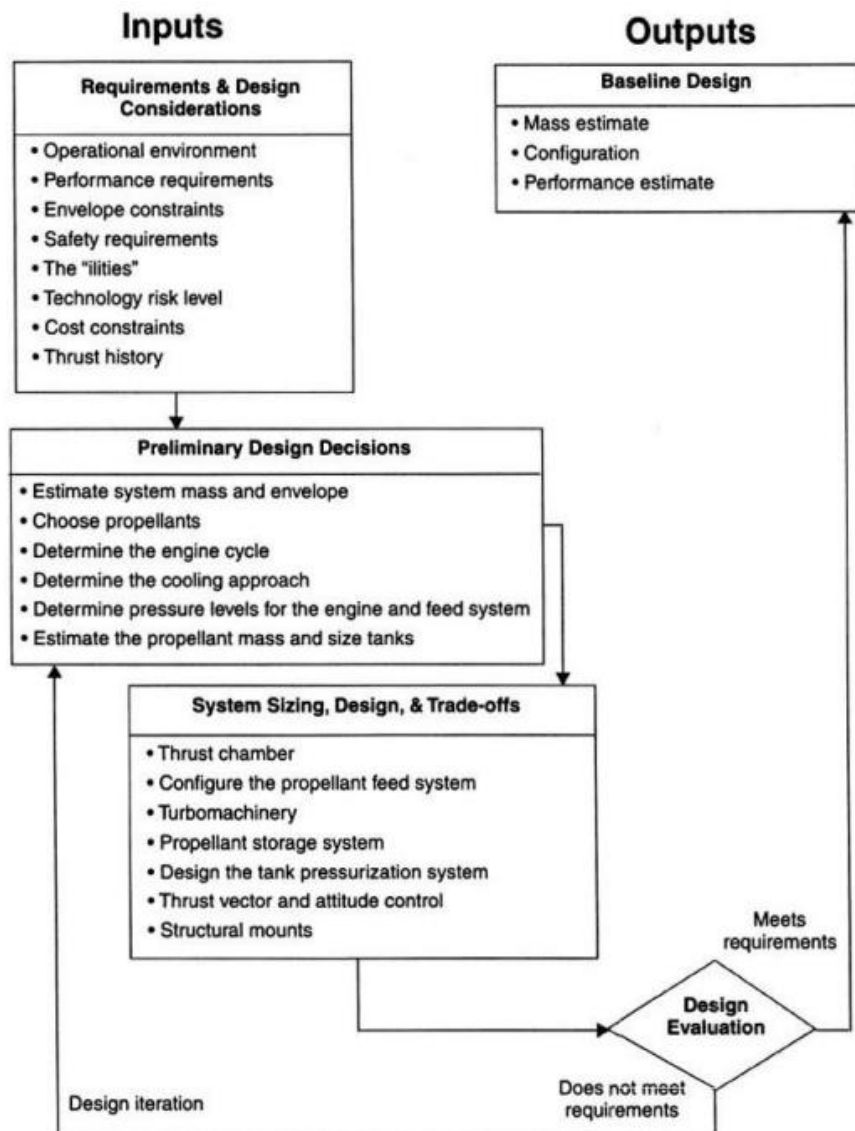 Inputs
Outputs
Requirements & Design
Considerations
• Operational environment
• Performance requirements
• Envelope constraints
• Safety requirements
• The "ilities"
• Technology risk level
• Cost constraints
• Thrust history
Baseline Design
• Mass estimate
• Configuration
• Performance estimate
Preliminary Design Decisions
• Estimate system mass and envelope
• Choose propellants
• Determine the engine cycle
• Determine the cooling approach
• Determine pressure levels for the engine and feed system
• Estimate the propellant mass and size tanks
System Sizing, Design, & Trade-offs
• Thrust chamber
• Configure the propellant feed system
• Turbomachinery
• Propellant storage system
• Design the tank pressurization system
• Thrust vector and attitude control
• Structural mounts
Meets
requirements
Design
Evaluation
Does not meet
requirements
Design iteration